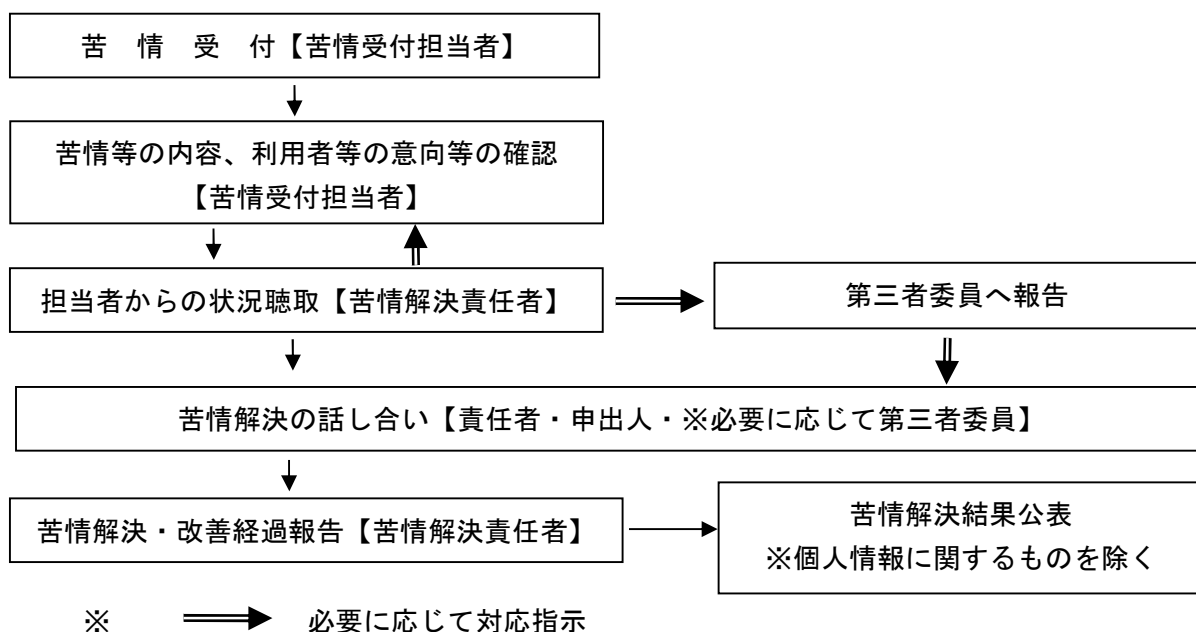 苦　情　受　付【苦情受付担当者】
苦情等の内容、利用者等の意向等の確認
【苦情受付担当者】
担当者からの状況聴取【苦情解決責任者】
第三者委員へ報告
苦情解決の話し合い【責任者・申出人・※必要に応じて第三者委員】
苦情解決・改善経過報告【苦情解決責任者】
苦情解決結果公表
※個人情報に関するものを除く
※　　　　必要に応じて対応指示